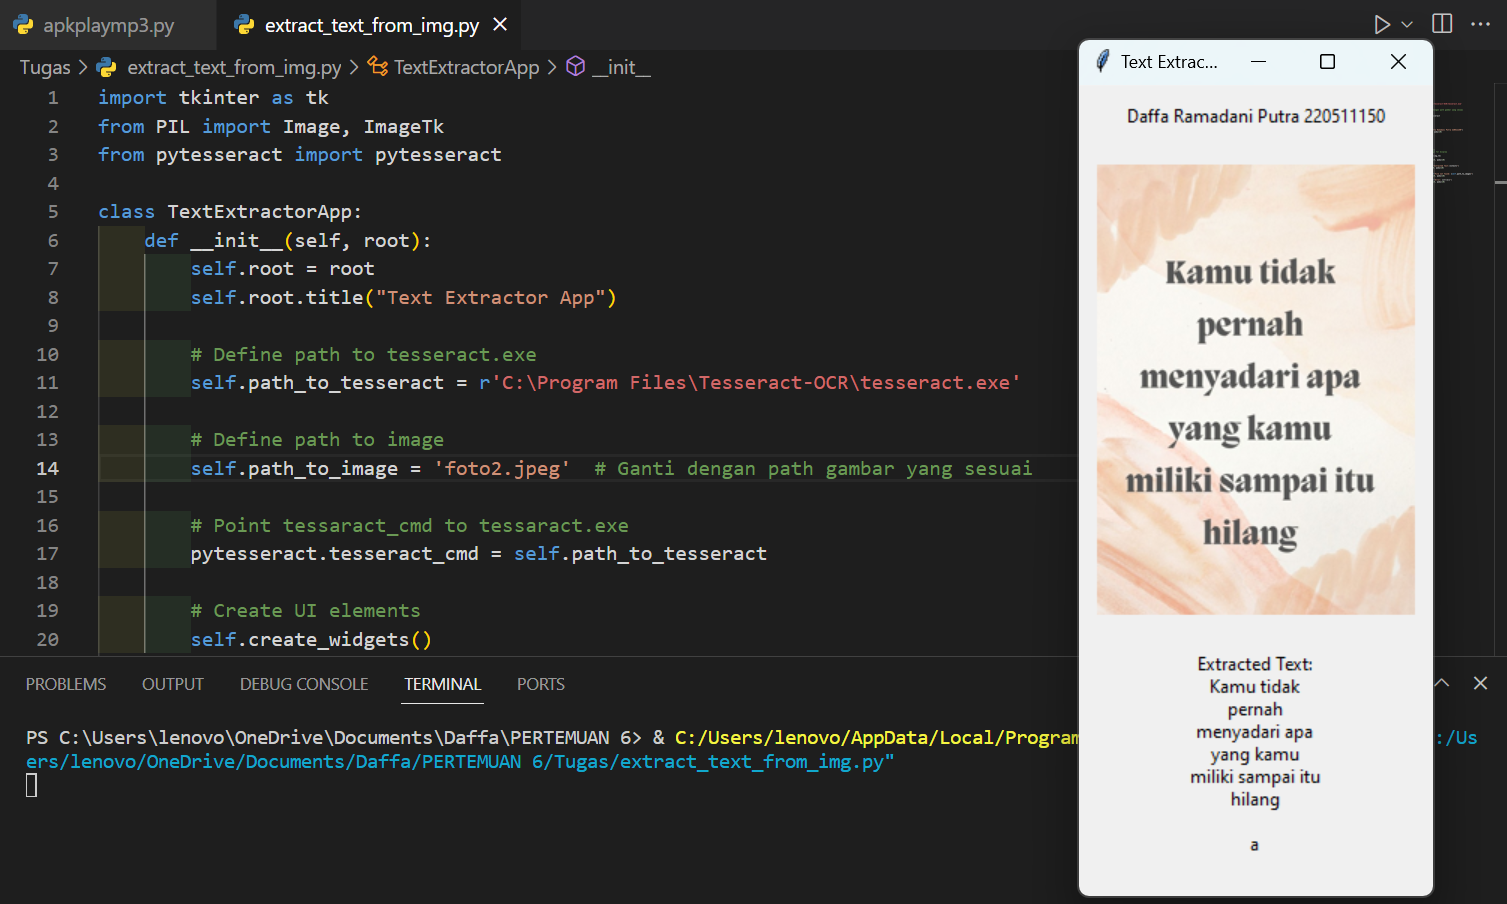 apkplaymp3.py
extract_text_from_img.py
Tugas > extract_text_from_img.py > TextExtractorApp > __init__
1 import tkinter as tk
2 from PIL import Image, ImageTk
3 from pytesseract import pytesseract
4
5 class TextExtractorApp:
6 def __init__(self, root):
7 self.root = root
8 self.root.title("Text Extractor App")
9
10 # Define path to tesseract.exe
11 self.path_to_tesseract = r'C:\Program Files\Tesseract-OCR\tesseract.exe'
12
13 # Define path to image
14 self.path_to_image = 'foto2.jpeg' # Ganti dengan path gambar yang sesuai
15
16 # Point tessaract_cmd to tessaract.exe
17 pytesseract.tesseract_cmd = self.path_to_tesseract
18
19 # Create UI elements
20 self.create_widgets()
PROBLEMS OUTPUT DEBUG CONSOLE TERMINAL PORTS
PS C:\Users\lenovo\OneDrive\Documents\Daffa\PERTEMUAN 6> & C:/Users/lenovo/AppData/Local/Program :/Us
ers/lenovo/OneDrive/Documents/Daffa/PERTEMUAN 6/Tugas/extract_text_from_img.py"
Text Extrac...
Daffa Ramadani Putra 220511150
Kamu tidak
pernah
menyadari apa
yang kamu
miliki sampai itu
hilang
Extracted Text:
Kamu tidak
pernah
menyadari apa
yang kamu
miliki sampai itu
hilang
a